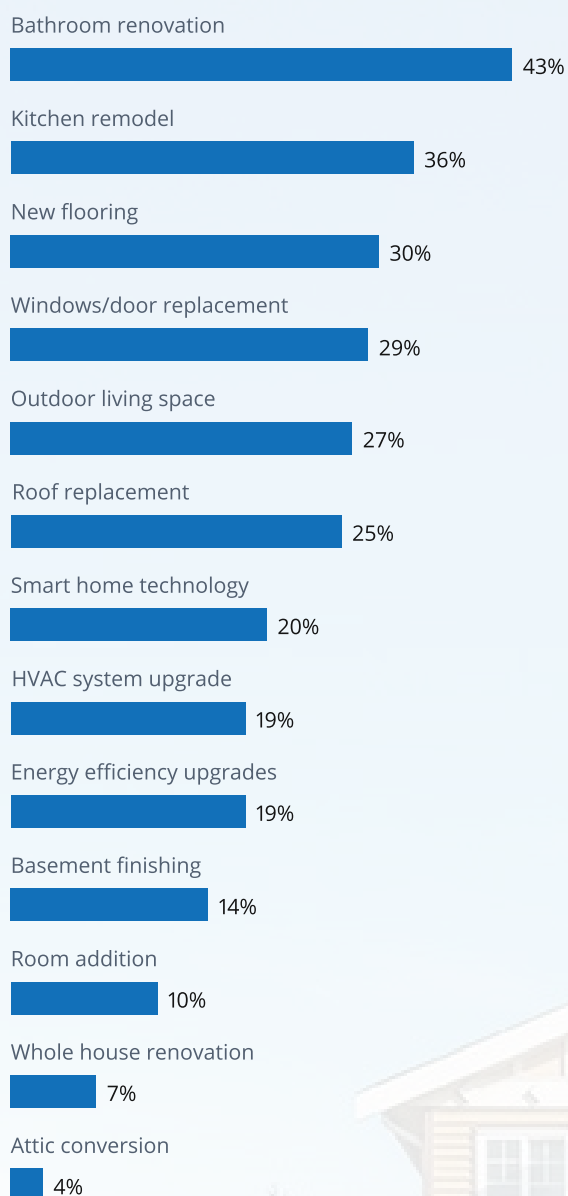 Bathroom renovation
43%
Kitchen remodel
36%
New flooring
30%
Windows/door replacement
29%
Outdoor living space
27%
Roof replacement
25%
Smart home technology
20%
HVAC system upgrade
19%
Energy efficiency upgrades
19%
Basement finishing
14%
Room addition
10%
Whole house renovation
7%
Attic conversion
4%